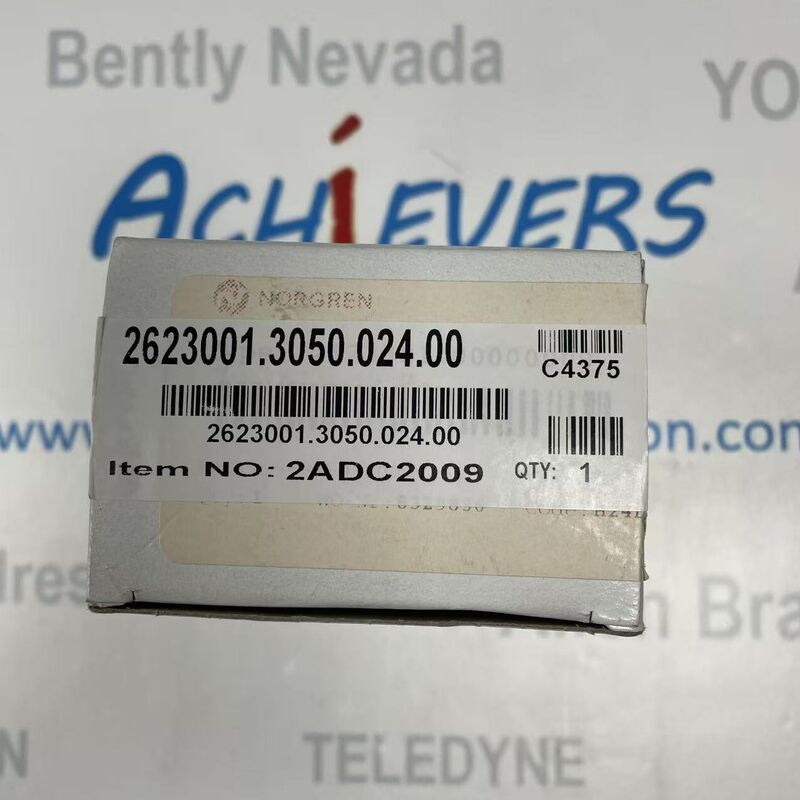 Bently Nevada
YO
ACHiEVERS
NORGREN
2623001.3050.024.00
C4375
2623001.3050.024.00
Item NO: 2ADC2009 QTY: 1
www.
on.com
dres
n Bra
TELEDYNE